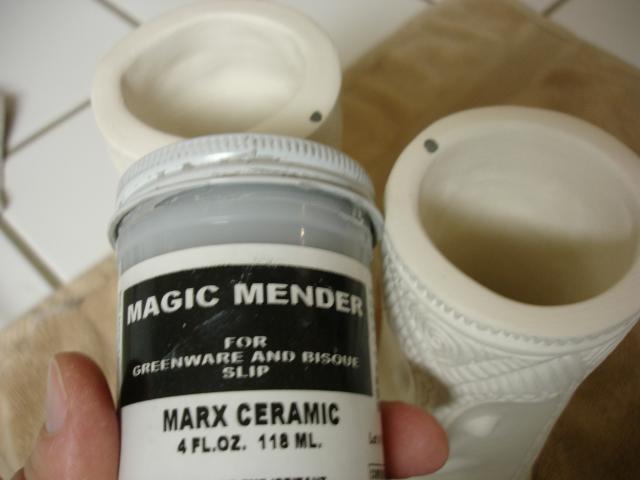 MAGIC MENDER
FOR
GREENWARE AND BISQUE
SLIP
MARX CERAMIC
4 FL.OZ. 118 ML.